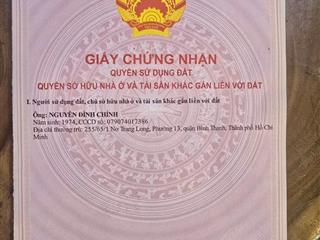 GIẤY CHỨNG NHẬN
QUYỀN SỬ DỤNG ĐẤT
QUYỀN SỞ HỮU NHÀ Ở VÀ TÀI SẢN KHÁC GẮN LIỀN VỚI ĐẤT
I. Người sử dụng đất, chủ sở hữu nhà ở và tài sản khác gắn liền với đất
Ông: NGUYỄN ĐÌNH CHÍNH
Năm sinh: 1974, CCCD số: 079074017386
Địa chỉ thường trú: 255/65/1 Nơ Trang Long, Phường 13, quận Bình Thạnh, Thành phố Hồ Chí
Minh